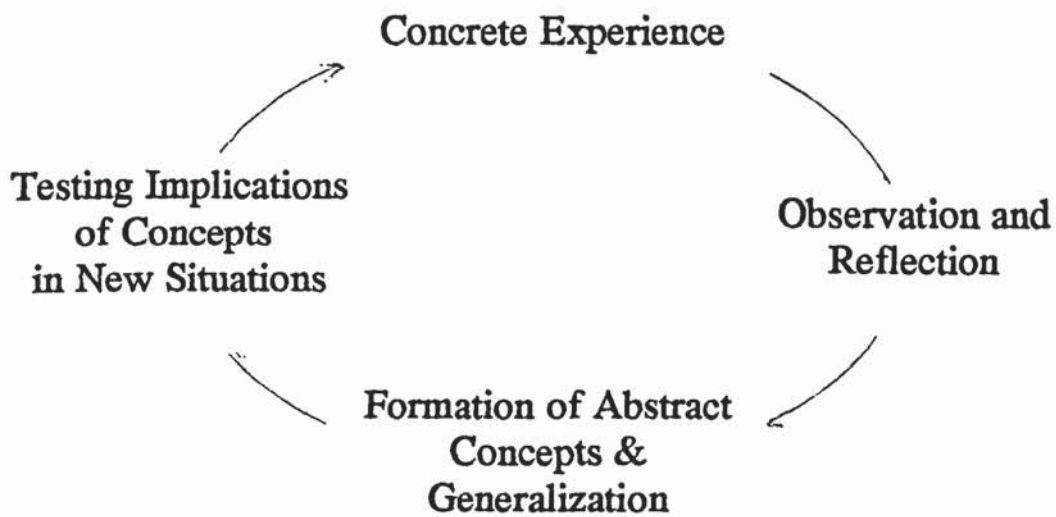 Concrete Experience
Observation and
Reflection
Formation of Abstract
Concepts &
Generalization
Testing Implications
of Concepts
in New Situations